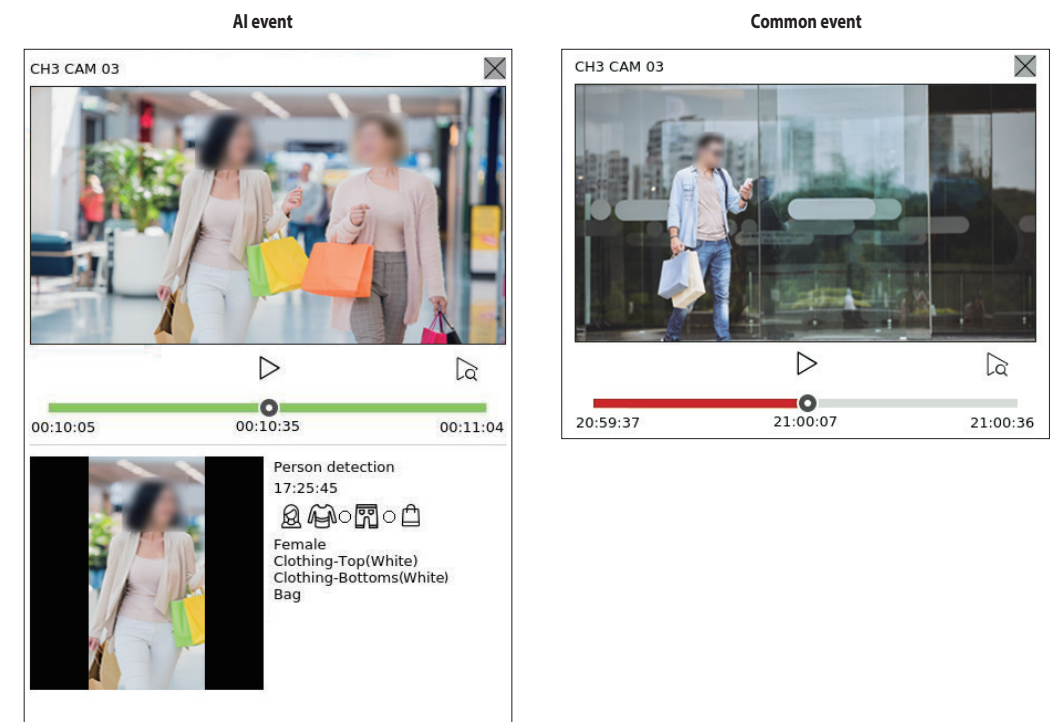 AI event
CH3 CAM 03
00:10:05
00:10:35
00:11:04
Person detection
17:25:45
Female
Clothing-Top(White)
Clothing-Bottoms(White)
Bag
Common event
CH3 CAM 03
20:59:37
21:00:07
21:00:36